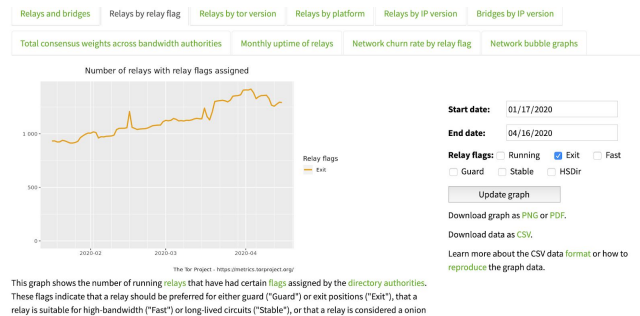 Relays and bridges Relays by relay flag Relays by tor version Relays by platform Relays by IP version Bridges by IP version
Total consensus weights across bandwidth authorities Monthly uptime of relays Network churn rate by relay flag Network bubble graphs
Number of relays with relay flags assigned
1 000
500
0
2020-02 2020-03 2020-04
Relay flags
Exit
The Tor Project - https://metrics.torproject.org/
Start date: 01/17/2020
End date: 04/16/2020
Relay flags: Running Exit Fast
Guard Stable HSDir
Update graph
Download graph as PNG or PDF.
Download data as CSV.
Learn more about the CSV data format or how to
reproduce the graph data.
This graph shows the number of running relays that have had certain flags assigned by the directory authorities.
These flags indicate that a relay should be preferred for either guard ("Guard") or exit positions ("Exit"), that a
relay is suitable for high-bandwidth ("Fast") or long-lived circuits ("Stable"), or that a relay is considered a onion